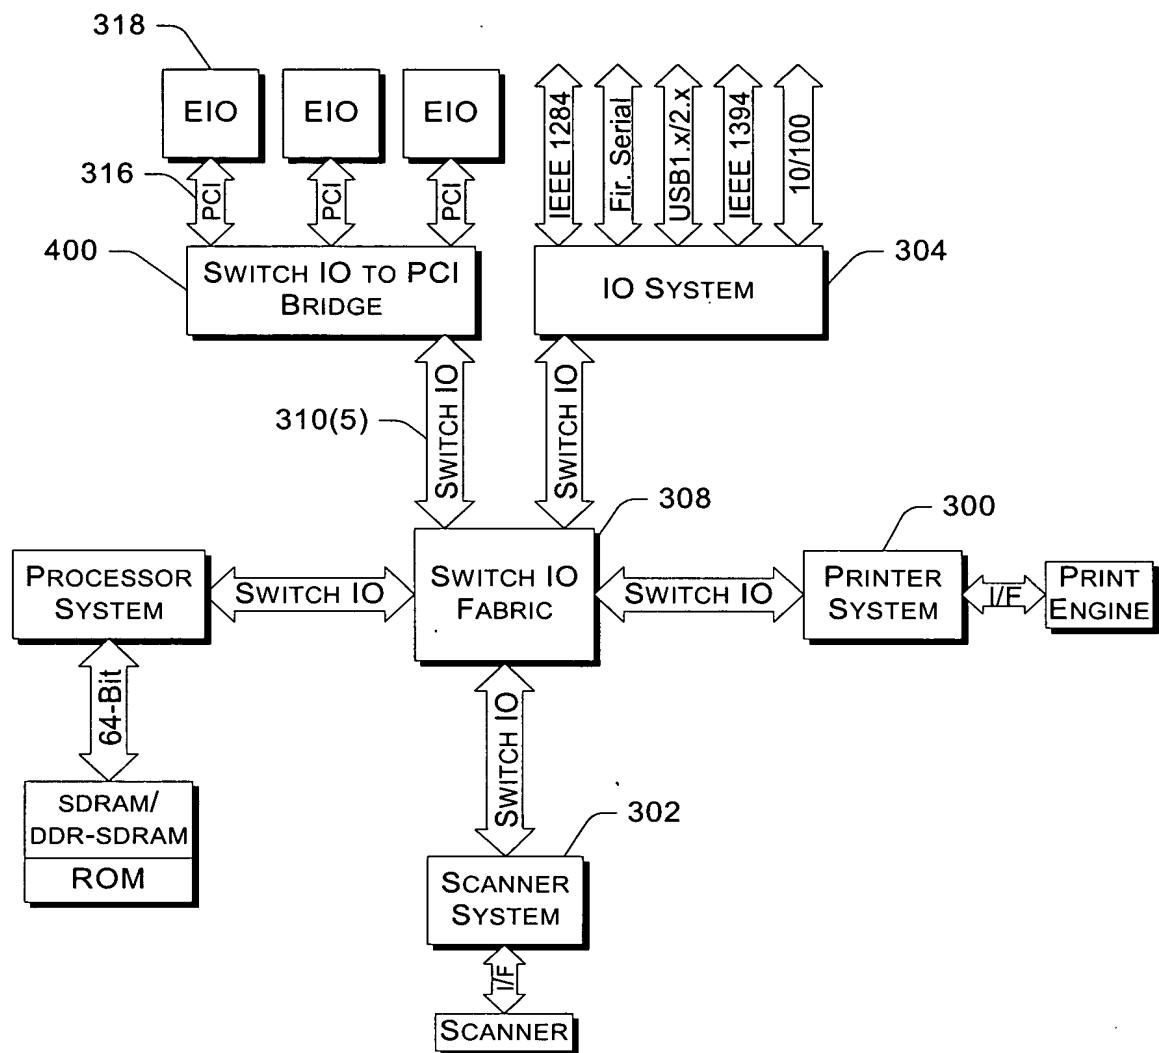 318
EIO
EIO
EIO
316
PCI
PCI
PCI
IEEE 1284
Fir. Serial
USB1.x/2.x
IEEE 1394
10/100
400
SWITCH IO TO PCI
BRIDGE
304
IO SYSTEM
310(5)
SWITCH IO
SWITCH IO
308
300
PROCESSOR
SYSTEM
SWITCH IO
SWITCH IO
FABRIC
SWITCH IO
PRINTER
SYSTEM
I/F
PRINT
ENGINE
64-Bit
SWITCH IO
SDRAM/
DDR-SDRAM
ROM
302
SCANNER
SYSTEM
I/F
SCANNER